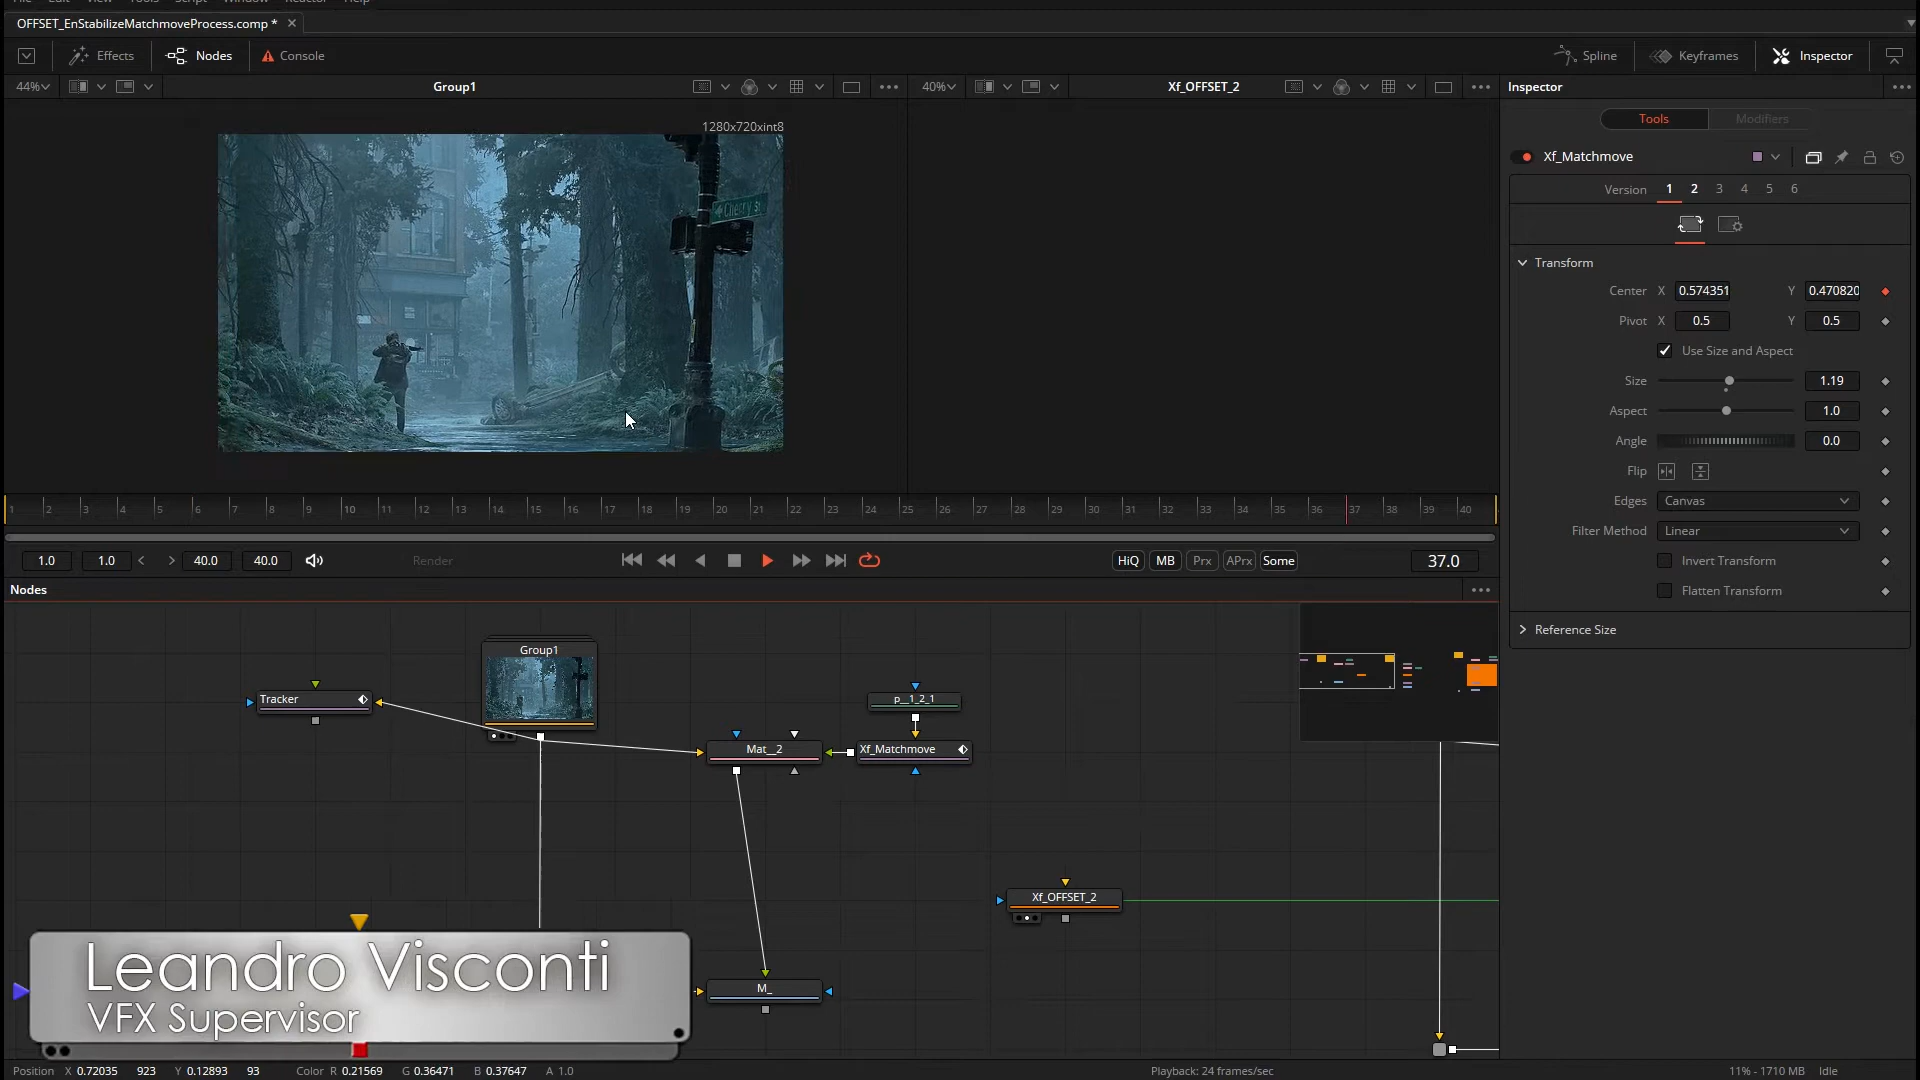 OFFSET_EnStabilizeMatchmoveProcess.comp *
Effects Nodes Console Spline Keyframes Inspector
44% Group1 40% Xf_OFFSET_2 Inspector
1280x720xint8
Cherry st
Tools Modifiers
Xf_Matchmove
Version 1 2 3 4 5 6
Transform
Center X 0.574351 Y 0.470820
Pivot X 0.5 Y 0.5
Use Size and Aspect
Size 1.19
Aspect 1.0
Angle 0.0
Flip
Edges Canvas
Filter Method Linear
Invert Transform
Flatten Transform
Reference Size
1 2 3 4 5 6 7 8 9 10 11 12 13 14 15 16 17 18 19 20 21 22 23 24 25 26 27 28 29 30 31 32 33 34 35 36 37 38 39 40
1.0 1.0 40.0 40.0 Render HiQ MB Prx APrx Some 37.0
Nodes
Group1
Tracker
p__1_2_1
Mat__2
Xf_Matchmove
Xf_OFFSET_2
M_
Leandro Visconti
VFX Supervisor
Position X 0.72035 923 Y 0.12893 93 Color R 0.21569 G 0.36471 B 0.37647 A 1.0 Playback: 24 frames/sec 11% - 1710 MB Idle